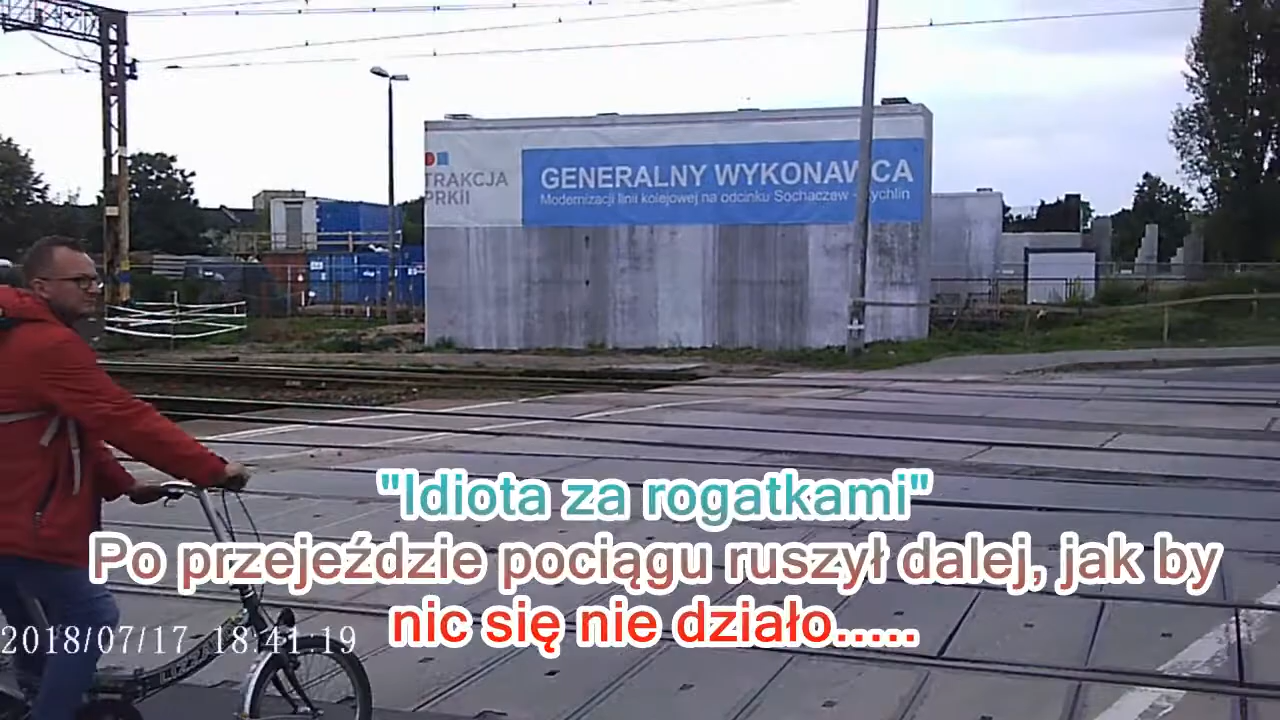 TRAKCJA
PRKiI
GENERALNY WYKONAWCA
Modernizacji linii kolejowej na odcinku Sochaczew -
"Idiota za rogatkami"
Po przejeździe pociągu ruszył dalej, jak by
nic się nie działo.....
2018/07/17 18:41:19